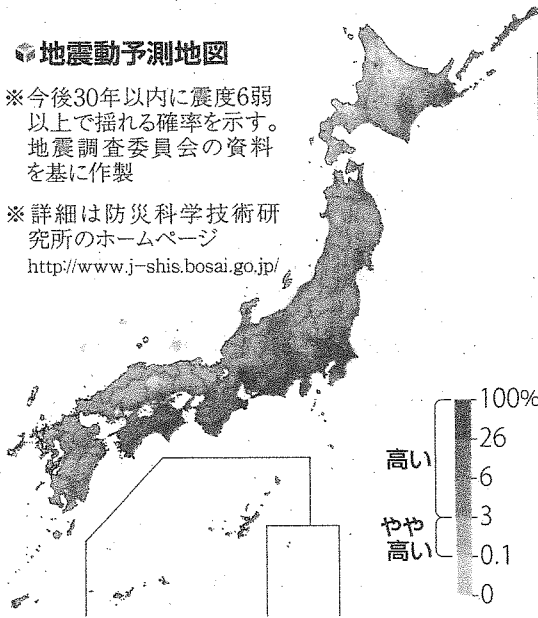 地震動予測地図
※今後30年以内に震度6弱
以上で揺れる確率を示す。
地震調査委員会の資料
を基に作製
※詳細は防災科学技術研
究所のホームページ
http://www.j-shis.bosai.go.jp/
100%
26
高い
6
3
やや
高い
0.1
0